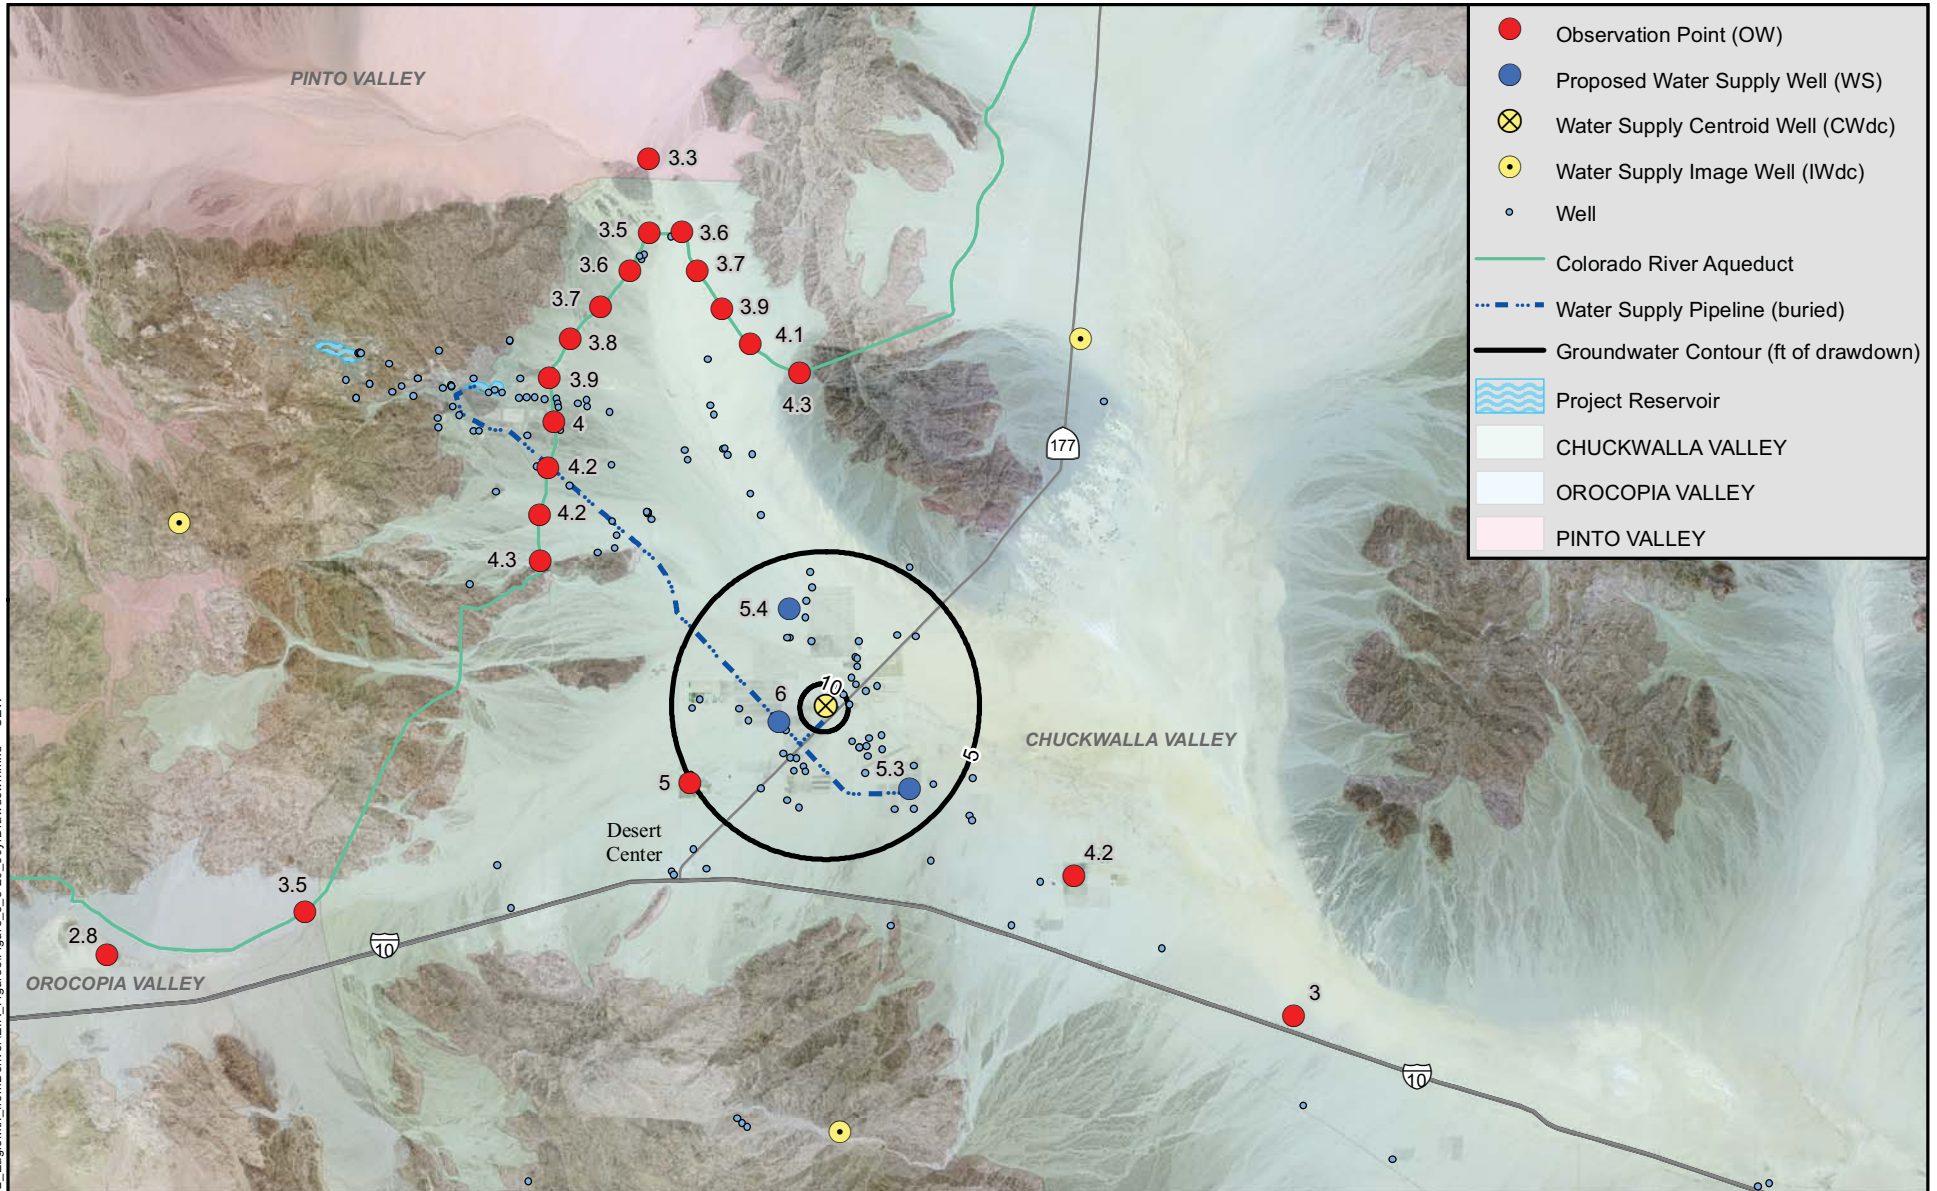 PINTO VALLEY
3.3
3.5
3.6
3.6
3.7
3.7
3.9
3.8
4.1
3.9
4.3
4
4.2
4.2
4.3
177
5.4
6
10
5
5.3
5
CHUCKWALLA VALLEY
Desert
Center
4.2
3.5
2.8
10
OROCOPIA VALLEY
3
10
Observation Point (OW)
Proposed Water Supply Well (WS)
Water Supply Centroid Well (CWdc)
Water Supply Image Well (IWdc)
Well
Colorado River Aqueduct
Water Supply Pipeline (buried)
Groundwater Contour (ft of drawdown)
Project Reservoir
CHUCKWALLA VALLEY
OROCOPIA VALLEY
PINTO VALLEY